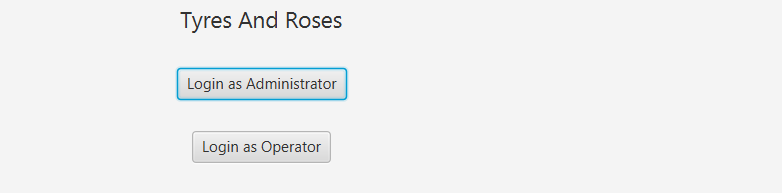 Tyres And Roses
Login as Administrator
Login as Operator